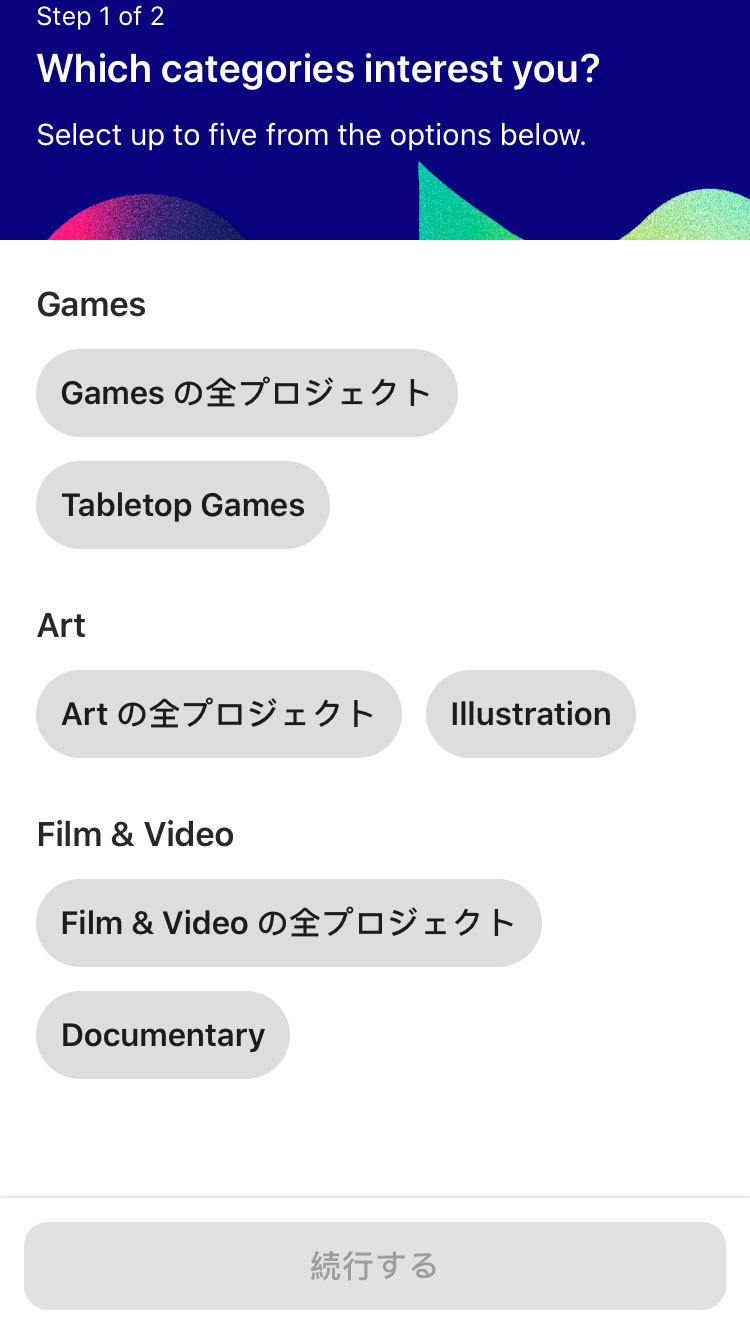 Step 1 of 2
Which categories interest you?
Select up to five from the options below.
Games
Games の全プロジェクト
Tabletop Games
Art
Art の全プロジェクト
Illustration
Film & Video
Film & Video の全プロジェクト
Documentary
続行する